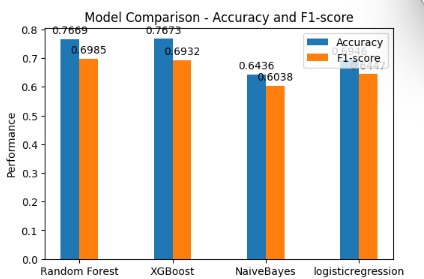 Model Comparison - Accuracy and F1-score
0.8
0.7
0.6
0.5
0.4
0.3
0.2
0.1
0.0
Performance
0.7669
0.6985
0.7673
0.6932
0.6436
0.6038
0.6946
Accuracy
F1-score
Random Forest
XGBoost
NaiveBayes
logisticregression